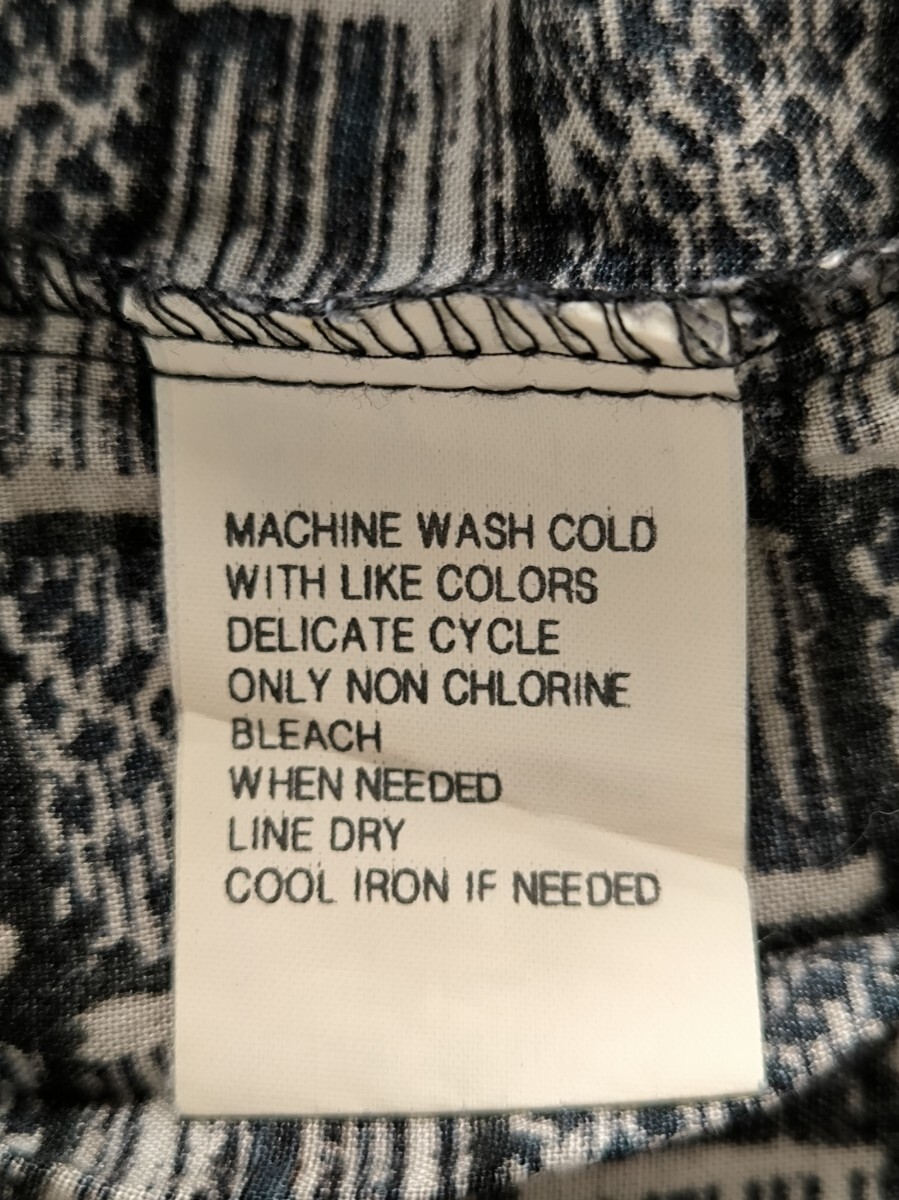 MACHINE WASH COLD
WITH LIKE COLORS
DELICATE CYCLE
ONLY NON CHLORINE
BLEACH
WHEN NEEDED
LINE DRY
COOL IRON IF NEEDED